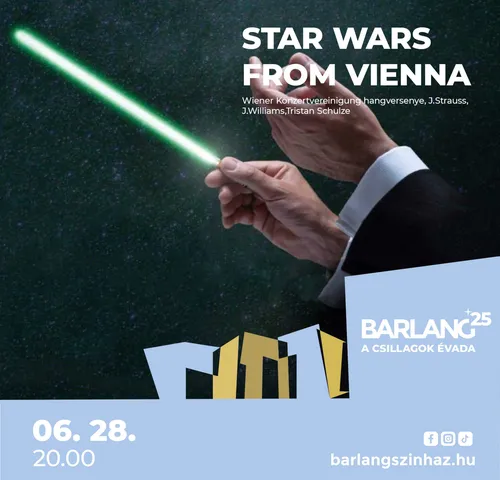 STAR WARS
FROM VIENNA
Wiener Konzertvereinigung hangversenye, J.Strauss,
J.Williams,Tristan Schulze
BARLANG+25
A CSILLAGOK ÉVADA
06. 28.
20.00
barlangszinhaz.hu